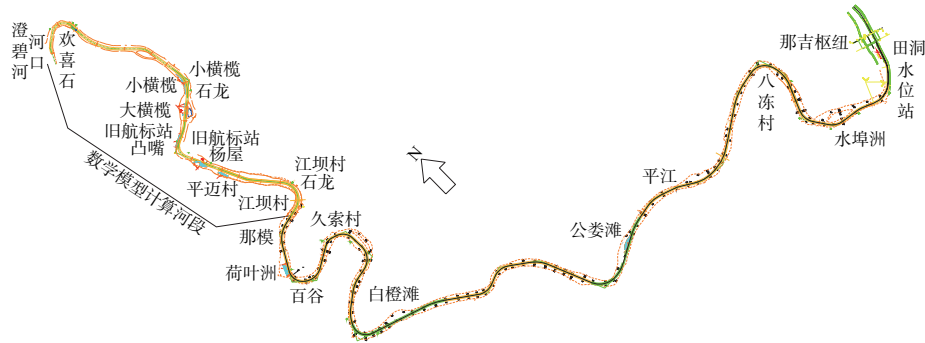 澄碧河
河口
欢喜石
小横榄
石龙
小横榄
大横榄
旧航标站
凸嘴
旧航标站
杨屋
平迈村
江坝村
石龙
江坝村
数学模型计算河段
那模
久索村
荷叶洲
百谷
白橙滩
N
公娄滩
平江
八冻村
水埠洲
那吉枢纽
田洞
水位站